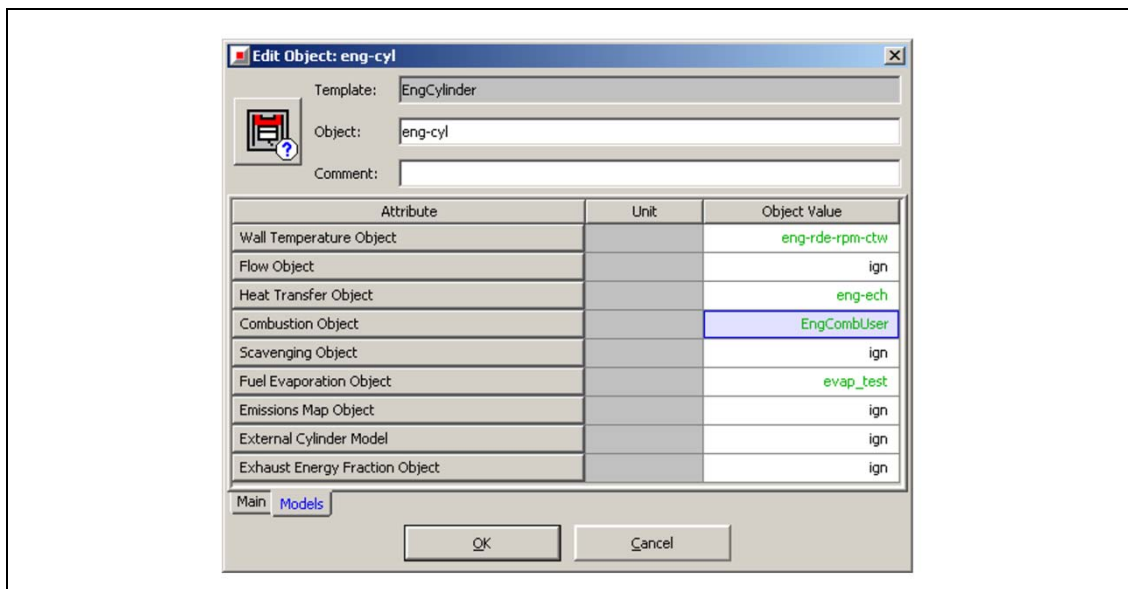 Edit Object: eng-cyl
Template: EngCylinder
Object: eng-cyl
Comment:
Attribute Unit Object Value
Wall Temperature Object eng-rde-rpm-ctw
Flow Object ign
Heat Transfer Object eng-ech
Combustion Object EngCombUser
Scavenging Object ign
Fuel Evaporation Object evap_test
Emissions Map Object ign
External Cylinder Model ign
Exhaust Energy Fraction Object ign
Main Models
OK Cancel